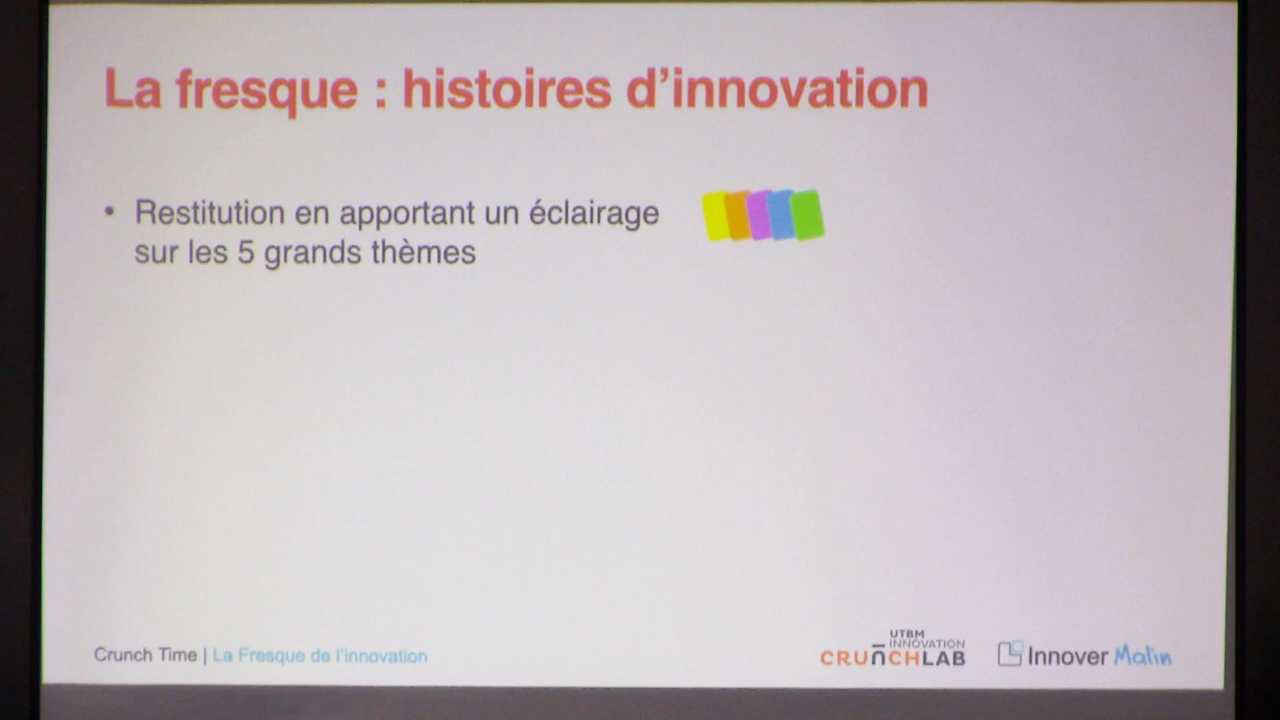 La fresque : histoires d’innovation
• Restitution en apportant un éclairage
sur les 5 grands thèmes
Crunch Time | La Fresque de l’innovation
UTBM
INNOVATION
CRUNCHLAB
Innover Malin